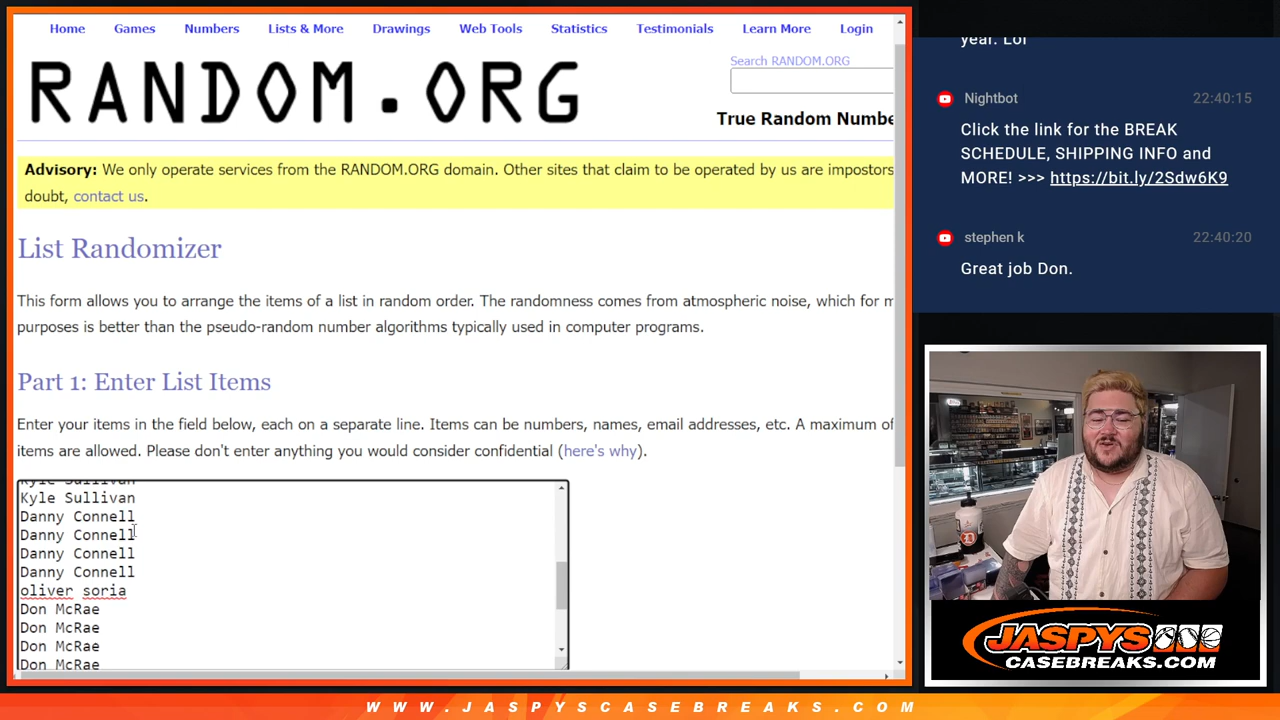 Home Games Numbers Lists & More Drawings Web Tools Statistics Testimonials Learn More Login
RANDOM.ORG
Search RANDOM.ORG
True Random Numbe
Advisory: We only operate services from the RANDOM.ORG domain. Other sites that claim to be operated by us are impostors
doubt, contact us.
List Randomizer
This form allows you to arrange the items of a list in random order. The randomness comes from atmospheric noise, which for m
purposes is better than the pseudo-random number algorithms typically used in computer programs.
Part 1: Enter List Items
Enter your items in the field below, each on a separate line. Items can be numbers, names, email addresses, etc. A maximum of
items are allowed. Please don't enter anything you would consider confidential (here's why).
Kyle Sullivan
Kyle Sullivan
Danny Connell
Danny Connell
Danny Connell
Danny Connell
oliver soria
Don McRae
Don McRae
Don McRae
Don McRae
year. Lol
Nightbot 22:40:15
Click the link for the BREAK
SCHEDULE, SHIPPING INFO and
MORE! >>> https://bit.ly/2Sdw6K9
stephen k 22:40:20
Great job Don.
JASPYS
CASEBREAKS.COM
WWW.JASPYSCASEBREAKS.COM